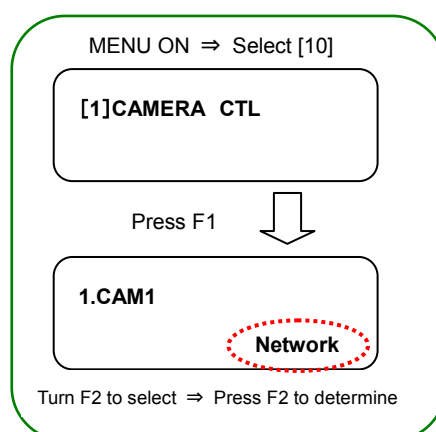 MENU ON ⇒ Select [10]
[1]CAMERA CTL
Press F1
1.CAM1
Network
Turn F2 to select ⇒ Press F2 to determine